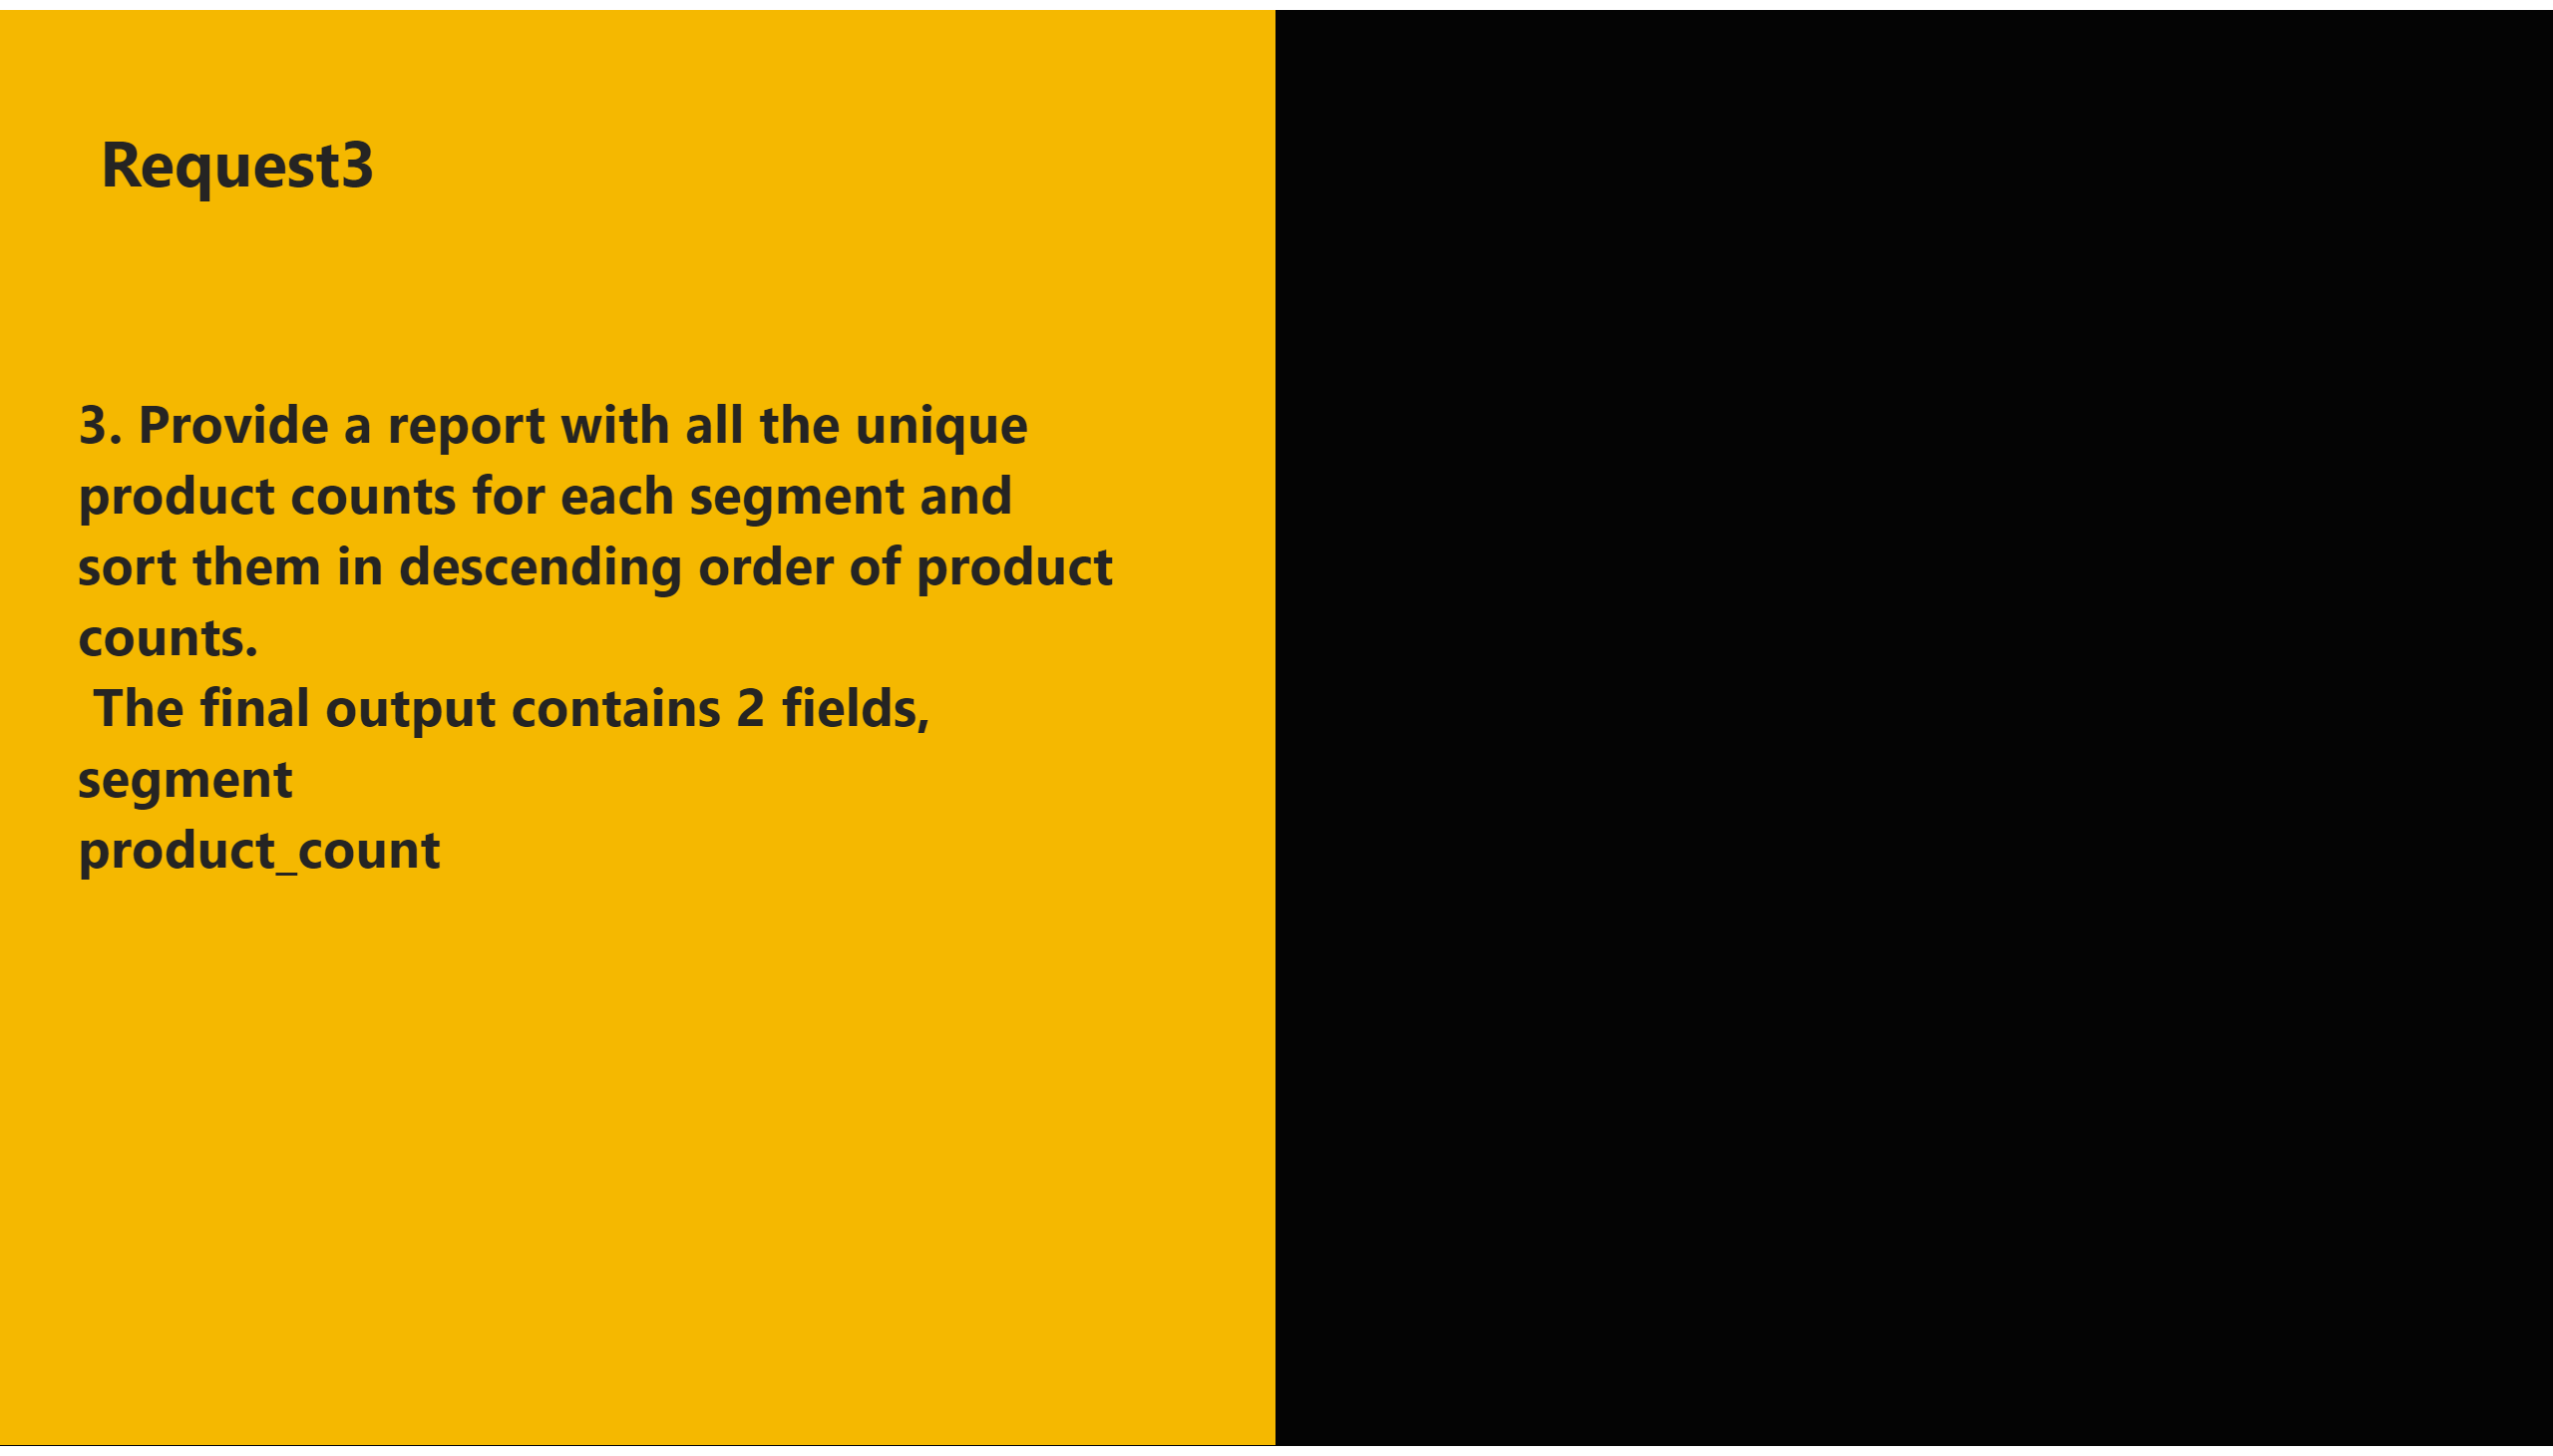 Request3
3. Provide a report with all the unique
product counts for each segment and
sort them in descending order of product
counts.
The final output contains 2 fields,
segment
product_count